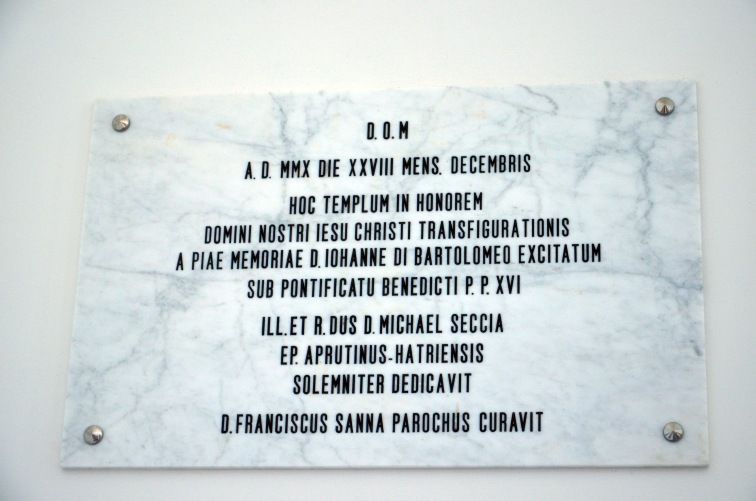 D. O. M
A. D. MMX DIE XXVIII MENS. DECEMBRIS
HOC TEMPLUM IN HONOREM
DOMINI NOSTRI IESU CHRISTI TRANSFIGURATIONIS
A PIAE MEMORIAE D. IOHANNE DI BARTOLOMEO EXCITATUM
SUB PONTIFICATU BENEDICTI P. P. XVI
ILL. ET R. DUS D. MICHAEL SECCIA
EP. APRUTINUS-HATRIENSIS
SOLEMNITER DEDICAVIT
D. FRANCISCUS SANNA PAROCHUS CURAVIT